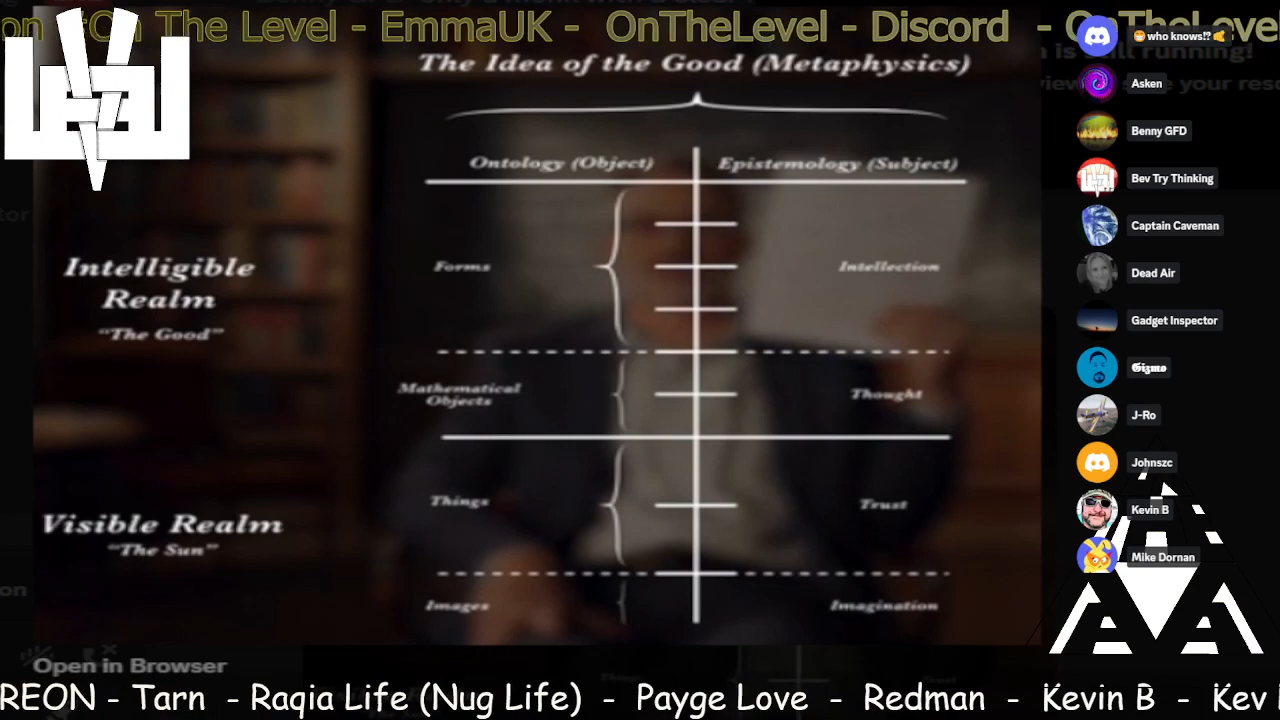 on The Level - EmmaUK - OnTheLevel - Discord - OnTheLevel
The Idea of the Good (Metaphysics)
Ontology (Object)
Epistemology (Subject)
Intelligible
Realm
"The Good"
Forms
Intellection
Mathematical
Objects
Thought
Visible Realm
"The Sun"
Things
Trust
Images
Imagination
who knows!?
Asken
Benny GFD
Bev Try Thinking
Captain Caveman
Dead Air
Gadget Inspector
Gizmo
J-Ro
Johnszc
Kevin B
Mike Dornan
Open in Browser
REON - Tarn - Raqia Life (Nug Life) - Payge Love - Redman - Kevin B - Kev